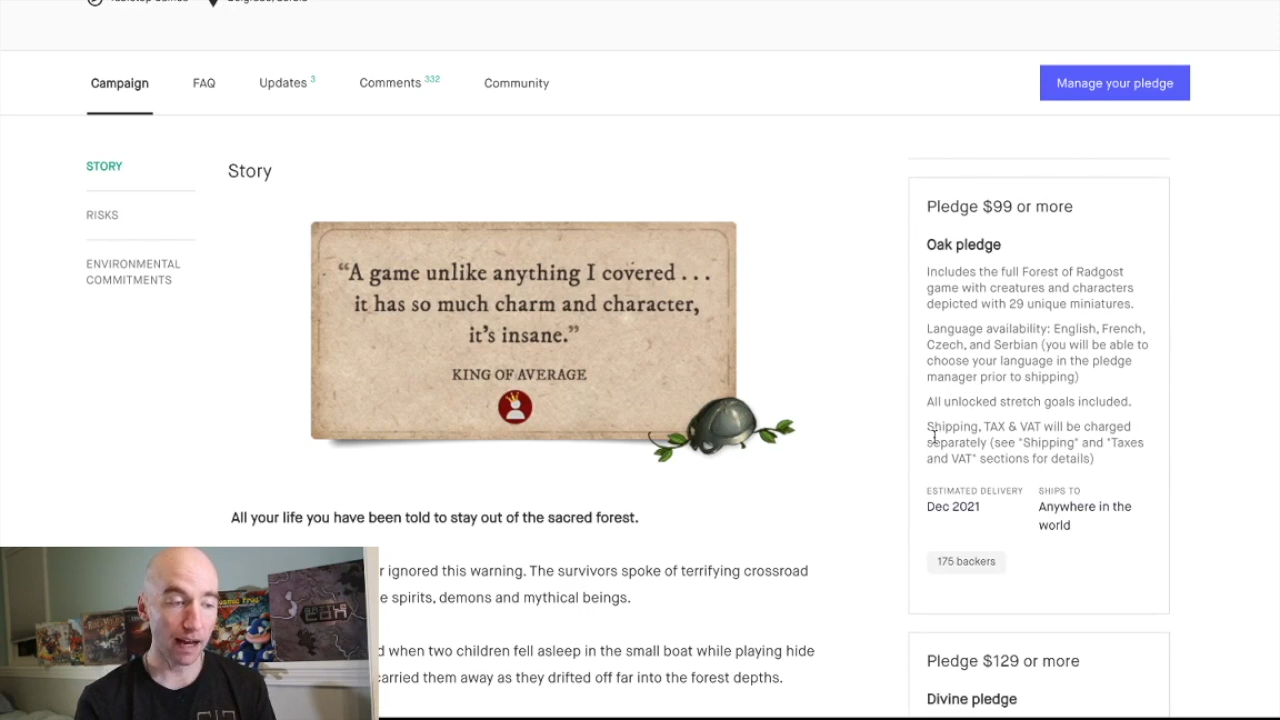 Tabletop Games Belgrade, Serbia
Campaign FAQ Updates 3 Comments 332 Community Manage your pledge
STORY
RISKS
ENVIRONMENTAL
COMMITMENTS
Story
“A game unlike anything I covered . . .
it has so much charm and character,
it’s insane.”
KING OF AVERAGE
All your life you have been told to stay out of the sacred forest.
r ignored this warning. The survivors spoke of terrifying crossroad
e spirits, demons and mythical beings.
d when two children fell asleep in the small boat while playing hide
carried them away as they drifted off far into the forest depths.
Pledge $99 or more
Oak pledge
Includes the full Forest of Radgost
game with creatures and characters
depicted with 29 unique miniatures.
Language availability: English, French,
Czech, and Serbian (you will be able to
choose your language in the pledge
manager prior to shipping)
All unlocked stretch goals included.
Shipping, TAX & VAT will be charged
separately (see "Shipping" and "Taxes
and VAT" sections for details)
ESTIMATED DELIVERY SHIPS TO
Dec 2021 Anywhere in the
world
175 backers
Pledge $129 or more
Divine pledge